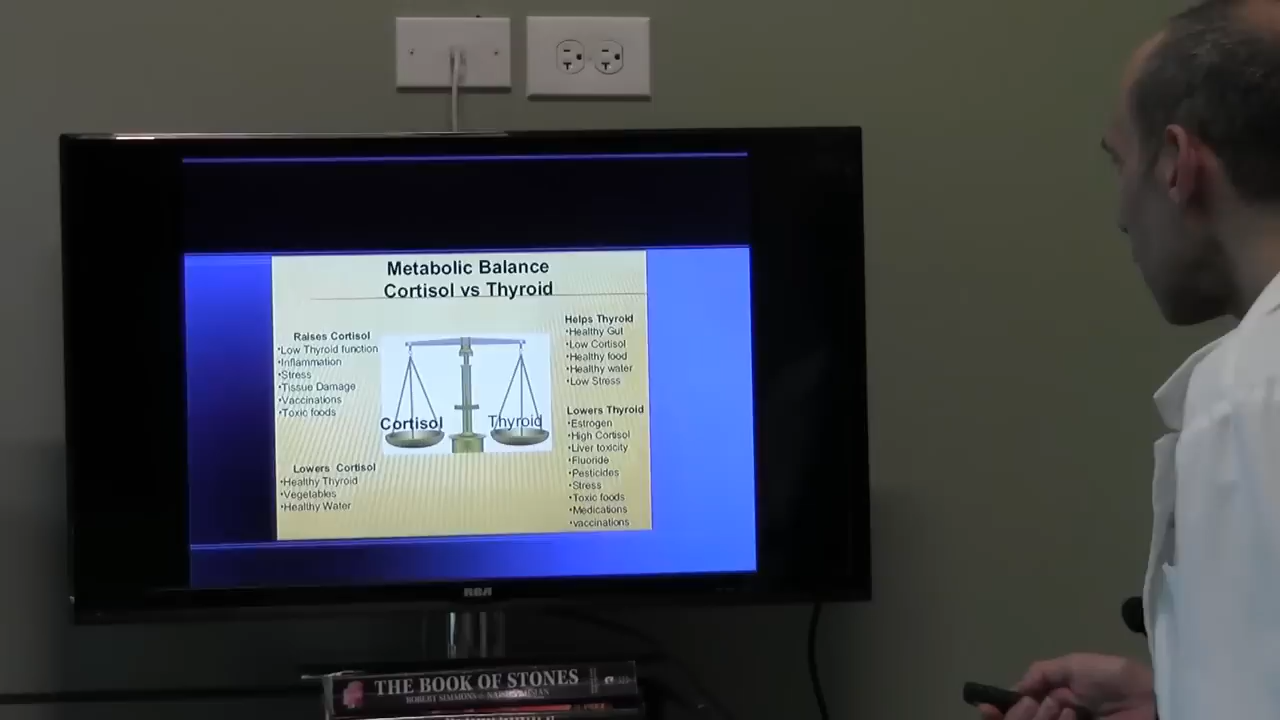 Metabolic Balance
Cortisol vs Thyroid
Raises Cortisol
•Low Thyroid function
•Inflammation
•Stress
•Tissue Damage
•Vaccinations
•Toxic foods
Lowers Cortisol
•Healthy Thyroid
•Vegetables
•Healthy Water
Cortisol
Thyroid
Helps Thyroid
•Healthy Gut
•Low Cortisol
•Healthy food
•Healthy water
•Low Stress
Lowers Thyroid
•Estrogen
•High Cortisol
•Liver toxicity
•Fluoride
•Pesticides
•Stress
•Toxic foods
•Medications
•vaccinations
RCA
THE BOOK OF STONES
ROBERT SIMMONS